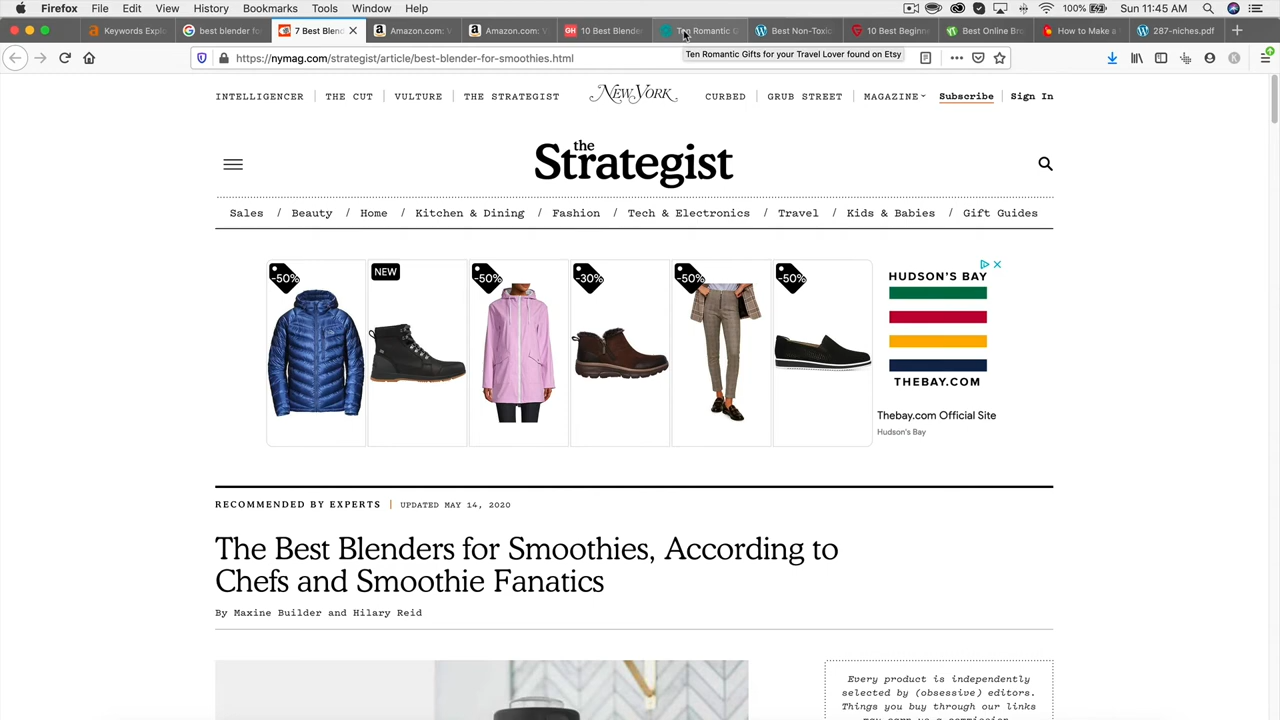 Firefox File Edit View History Bookmarks Tools Window Help 100% Sun 11:45 AM
Keywords Explo best blender for 7 Best Blend Amazon.com: Amazon.com: 10 Best Blende Ten Romantic G Best Non-Toxic 10 Best Beginne Best Online Bro How to Make a 287-niches.pdf
Ten Romantic Gifts for your Travel Lover found on Etsy
https://nymag.com/strategist/article/best-blender-for-smoothies.html
INTELLIGENCER THE CUT VULTURE THE STRATEGIST NEW YORK CURBED GRUB STREET MAGAZINE Subscribe Sign In
the
Strategist
Sales / Beauty / Home / Kitchen & Dining / Fashion / Tech & Electronics / Travel / Kids & Babies / Gift Guides
-50% NEW -50% -30% -50% -50%
HUDSON'S BAY
THEBAY.COM
Thebay.com Official Site
Hudson's Bay
RECOMMENDED BY EXPERTS | UPDATED MAY 14, 2020
The Best Blenders for Smoothies, According to
Chefs and Smoothie Fanatics
By Maxine Builder and Hilary Reid
Every product is independently
selected by (obsessive) editors.
Things you buy through our links